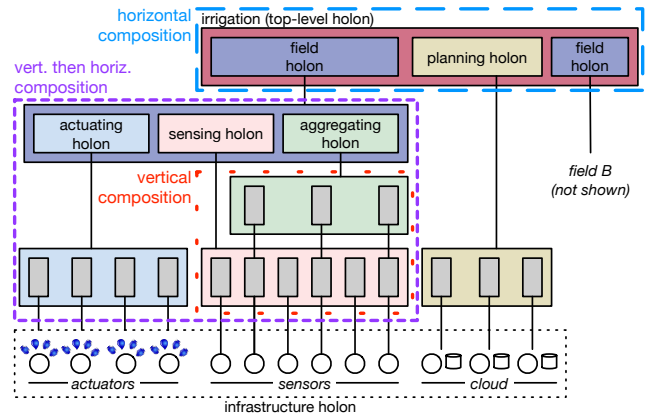 horizontal
composition
irrigation (top-level holon)
field
holon
planning holon
field
holon
vert. then horiz.
composition
actuating
holon
sensing holon
aggregating
holon
vertical
composition
field B
(not shown)
actuators
sensors
cloud
infrastructure holon